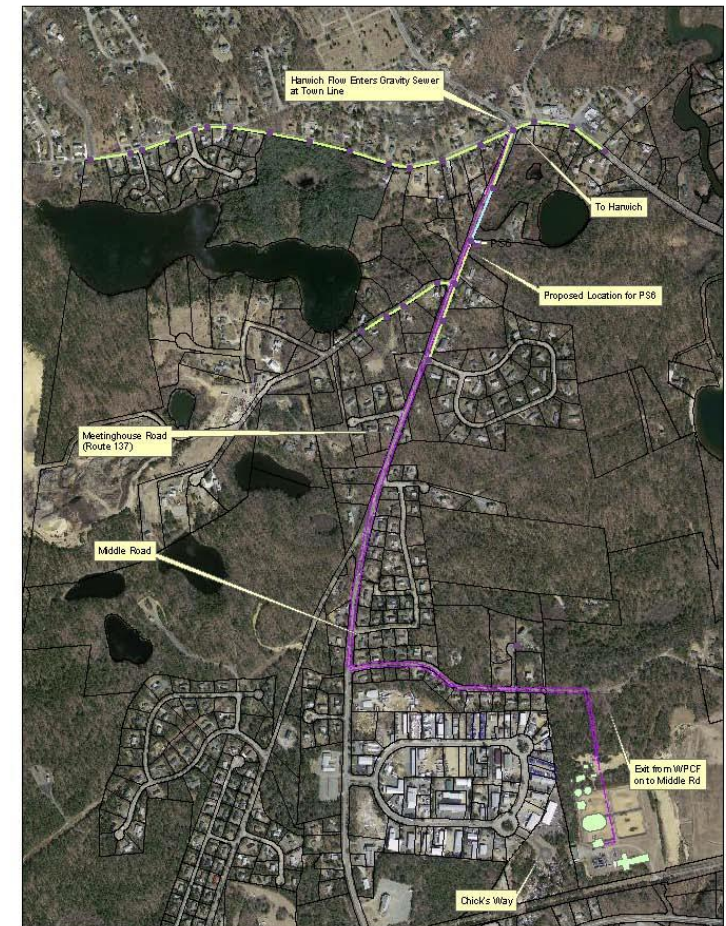 Harwich Flow Enters Gravity Sewer
at Town Line
To Harwich
PS6
Proposed Location for PS6
Meetinghouse Road
(Route 137)
Middle Road
Exit from WPCF
on to Middle Rd
Chick's Way